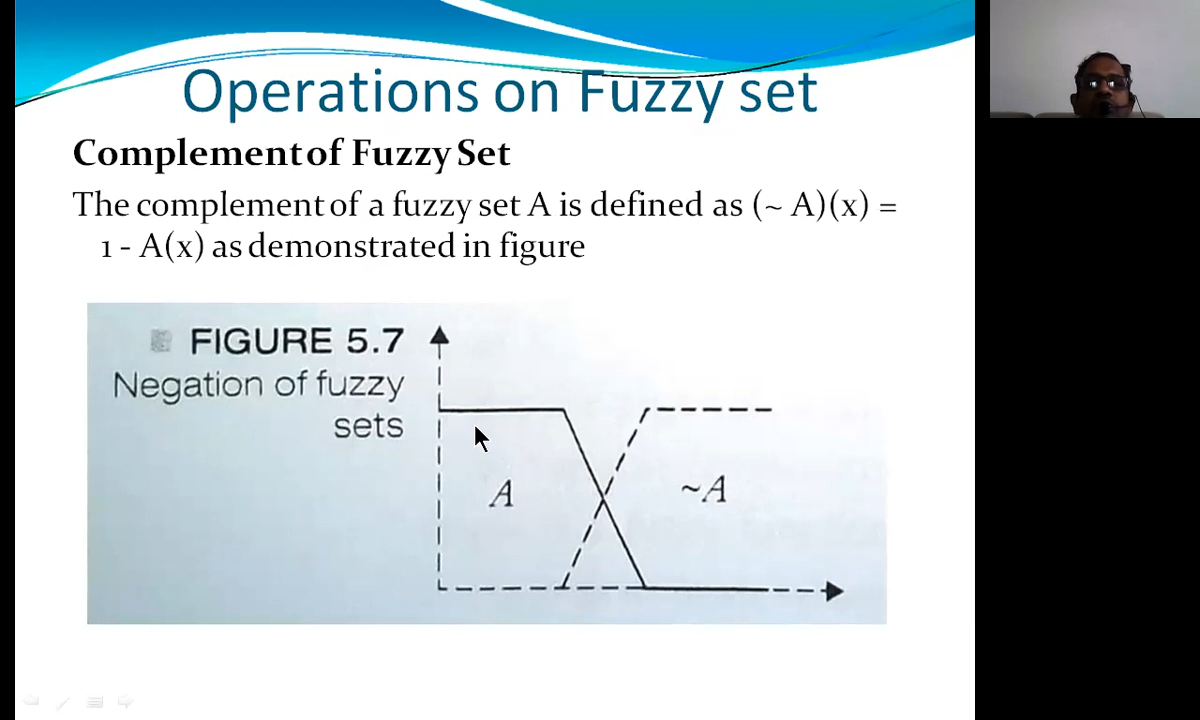 Operations on Fuzzy set
Complement of Fuzzy Set
The complement of a fuzzy set A is defined as (~ A)(x) =
1 - A(x) as demonstrated in figure
FIGURE 5.7
Negation of fuzzy
sets
A
~A